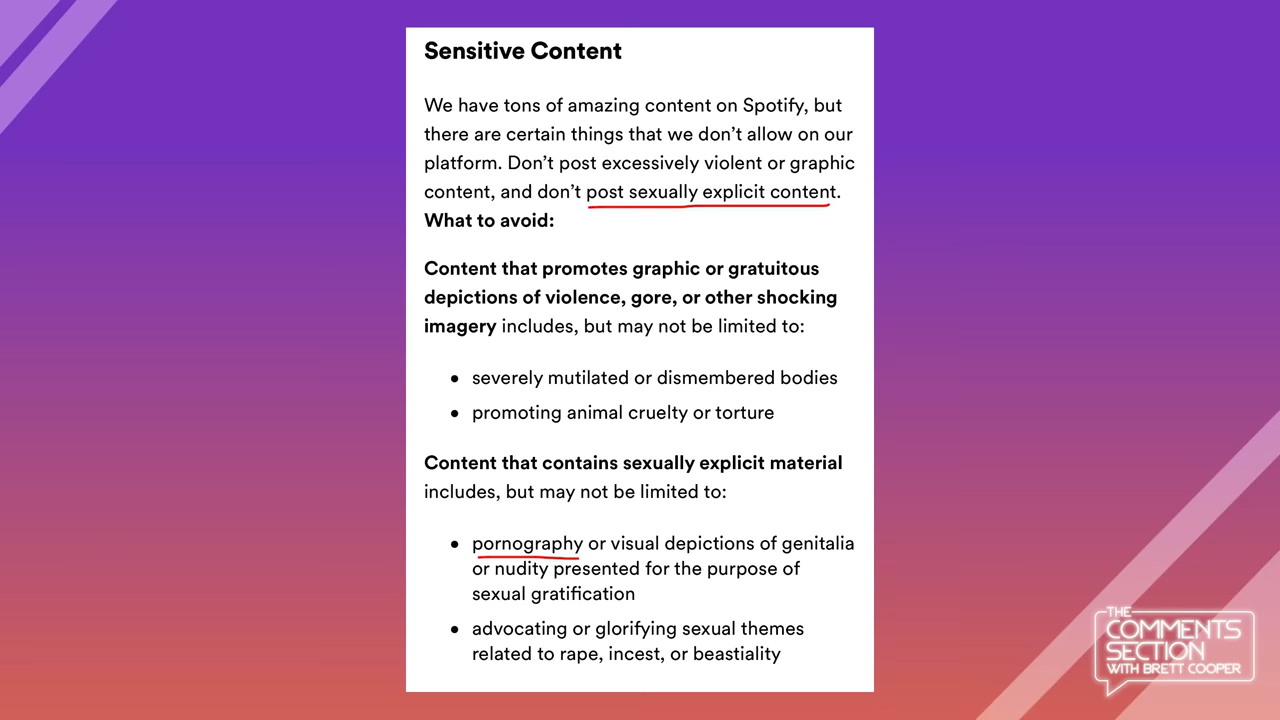 Sensitive Content
We have tons of amazing content on Spotify, but
there are certain things that we don’t allow on our
platform. Don’t post excessively violent or graphic
content, and don’t post sexually explicit content.
What to avoid:
Content that promotes graphic or gratuitous
depictions of violence, gore, or other shocking
imagery includes, but may not be limited to:
• severely mutilated or dismembered bodies
• promoting animal cruelty or torture
Content that contains sexually explicit material
includes, but may not be limited to:
• pornography or visual depictions of genitalia
or nudity presented for the purpose of
sexual gratification
• advocating or glorifying sexual themes
related to rape, incest, or beastiality
THE
COMMENTS
SECTION
WITH BRETT COOPER